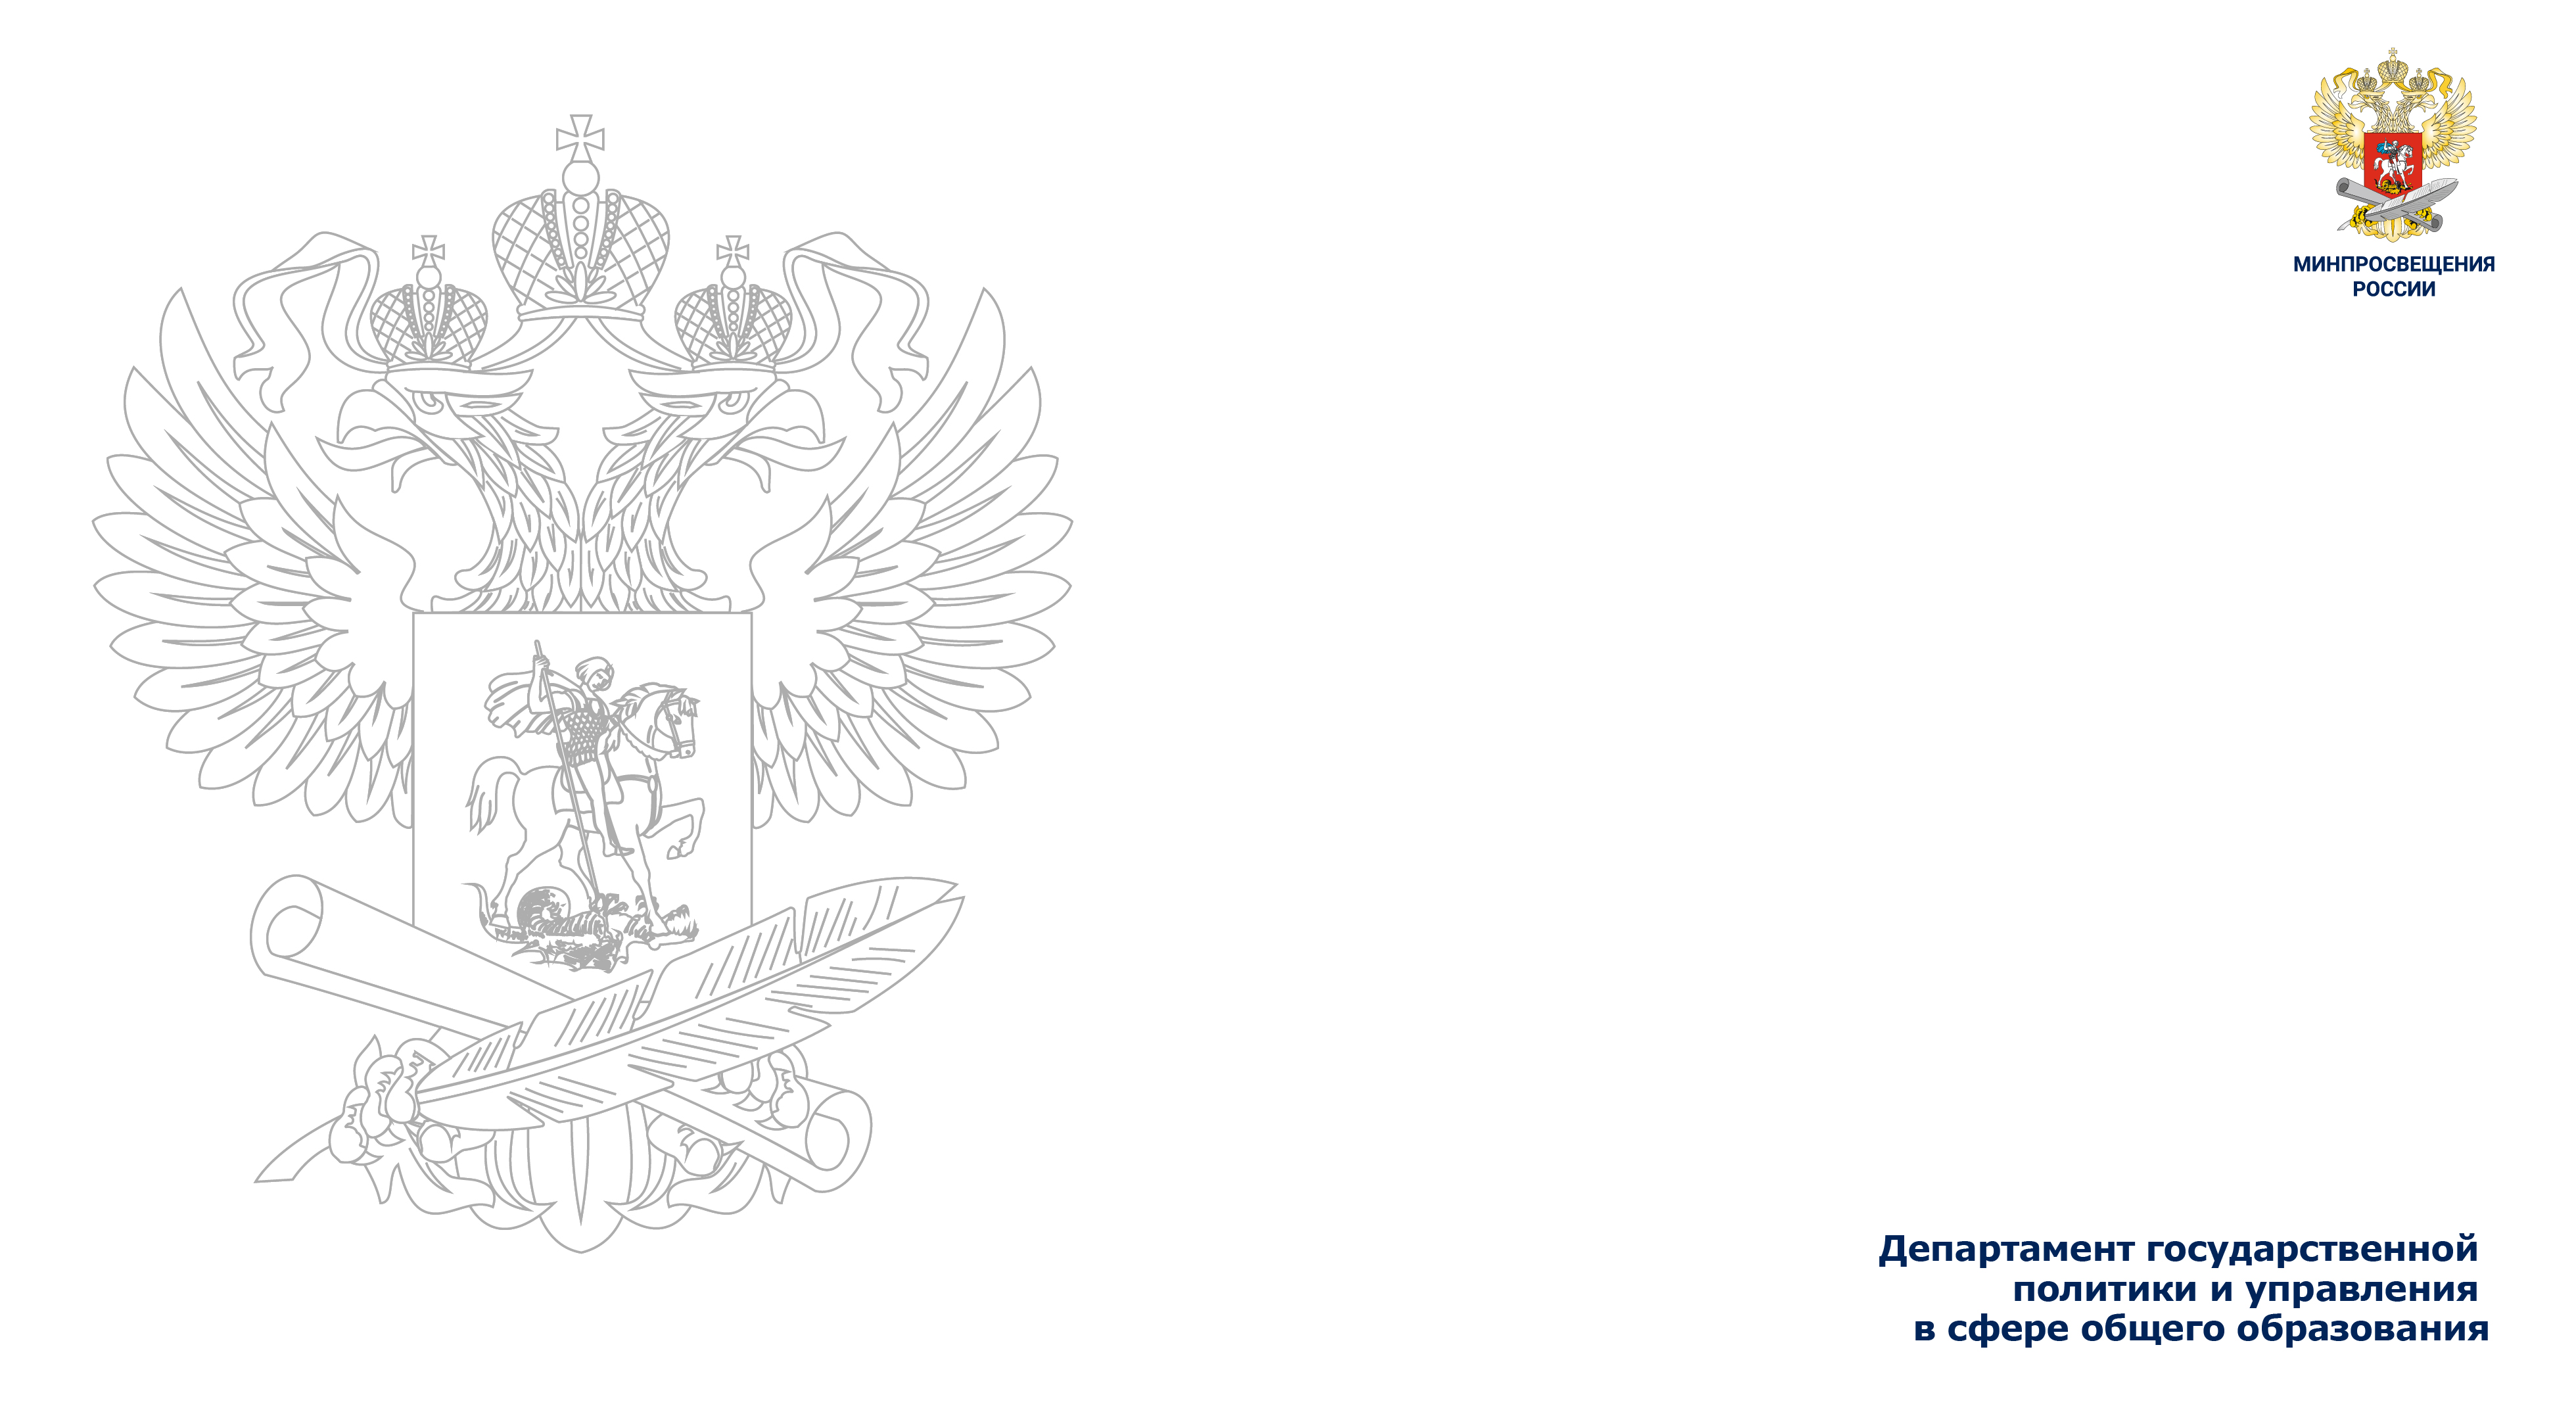 МИНПРОСВЕЩЕНИЯ
РОССИИ
Департамент государственной
политики и управления
в сфере общего образования